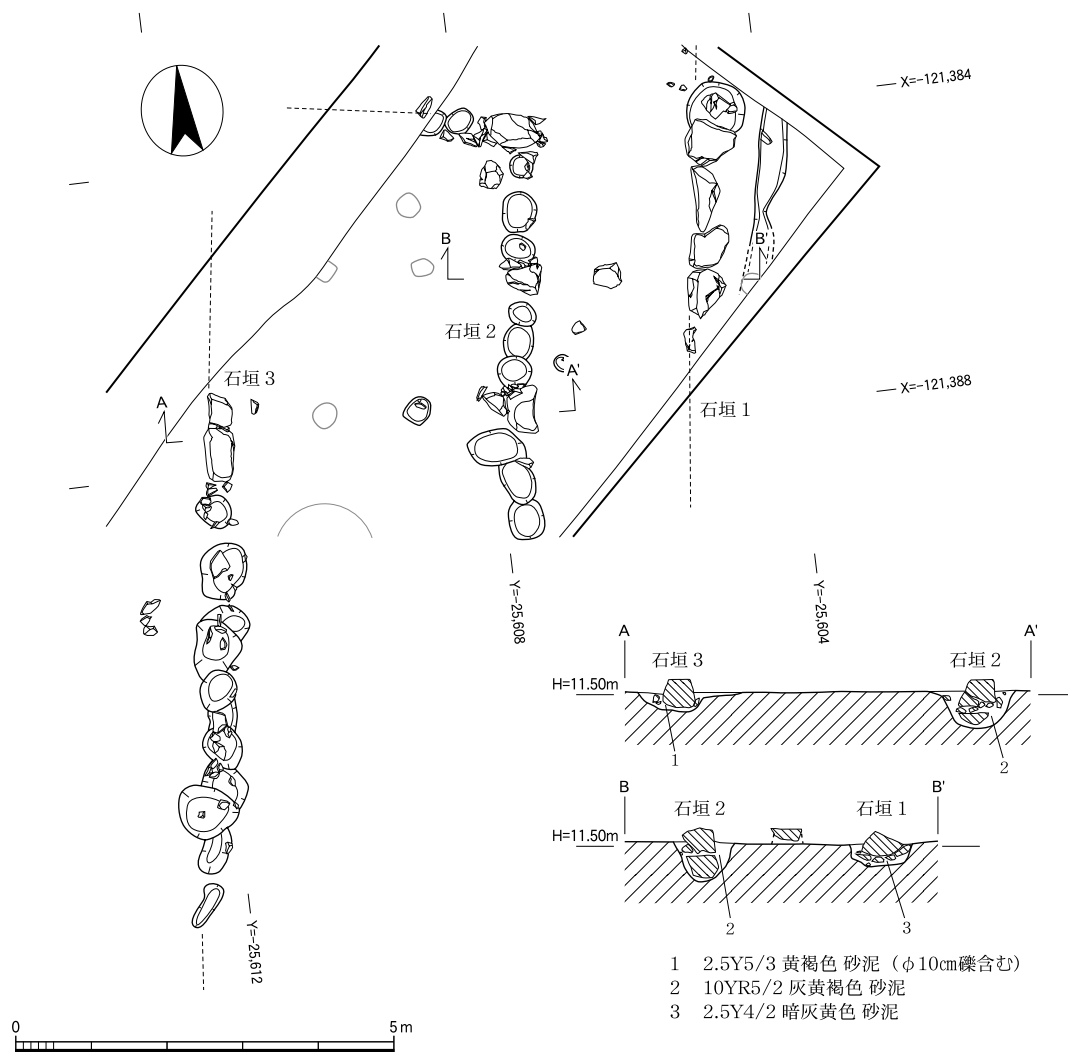 X=-121,384
B
B'
石垣2
石垣3
A
A'
X=-121,388
石垣1
Y=-25,608
Y=-25,604
A
A'
石垣3
石垣2
H=11.50m
1
2
B
B'
石垣2
石垣1
H=11.50m
2
3
Y=-25,612
1 2.5Y5/3 黄褐色 砂泥（φ10㎝礫含む）
2 10YR5/2 灰黄褐色 砂泥
3 2.5Y4/2 暗灰黄色 砂泥
0 5m